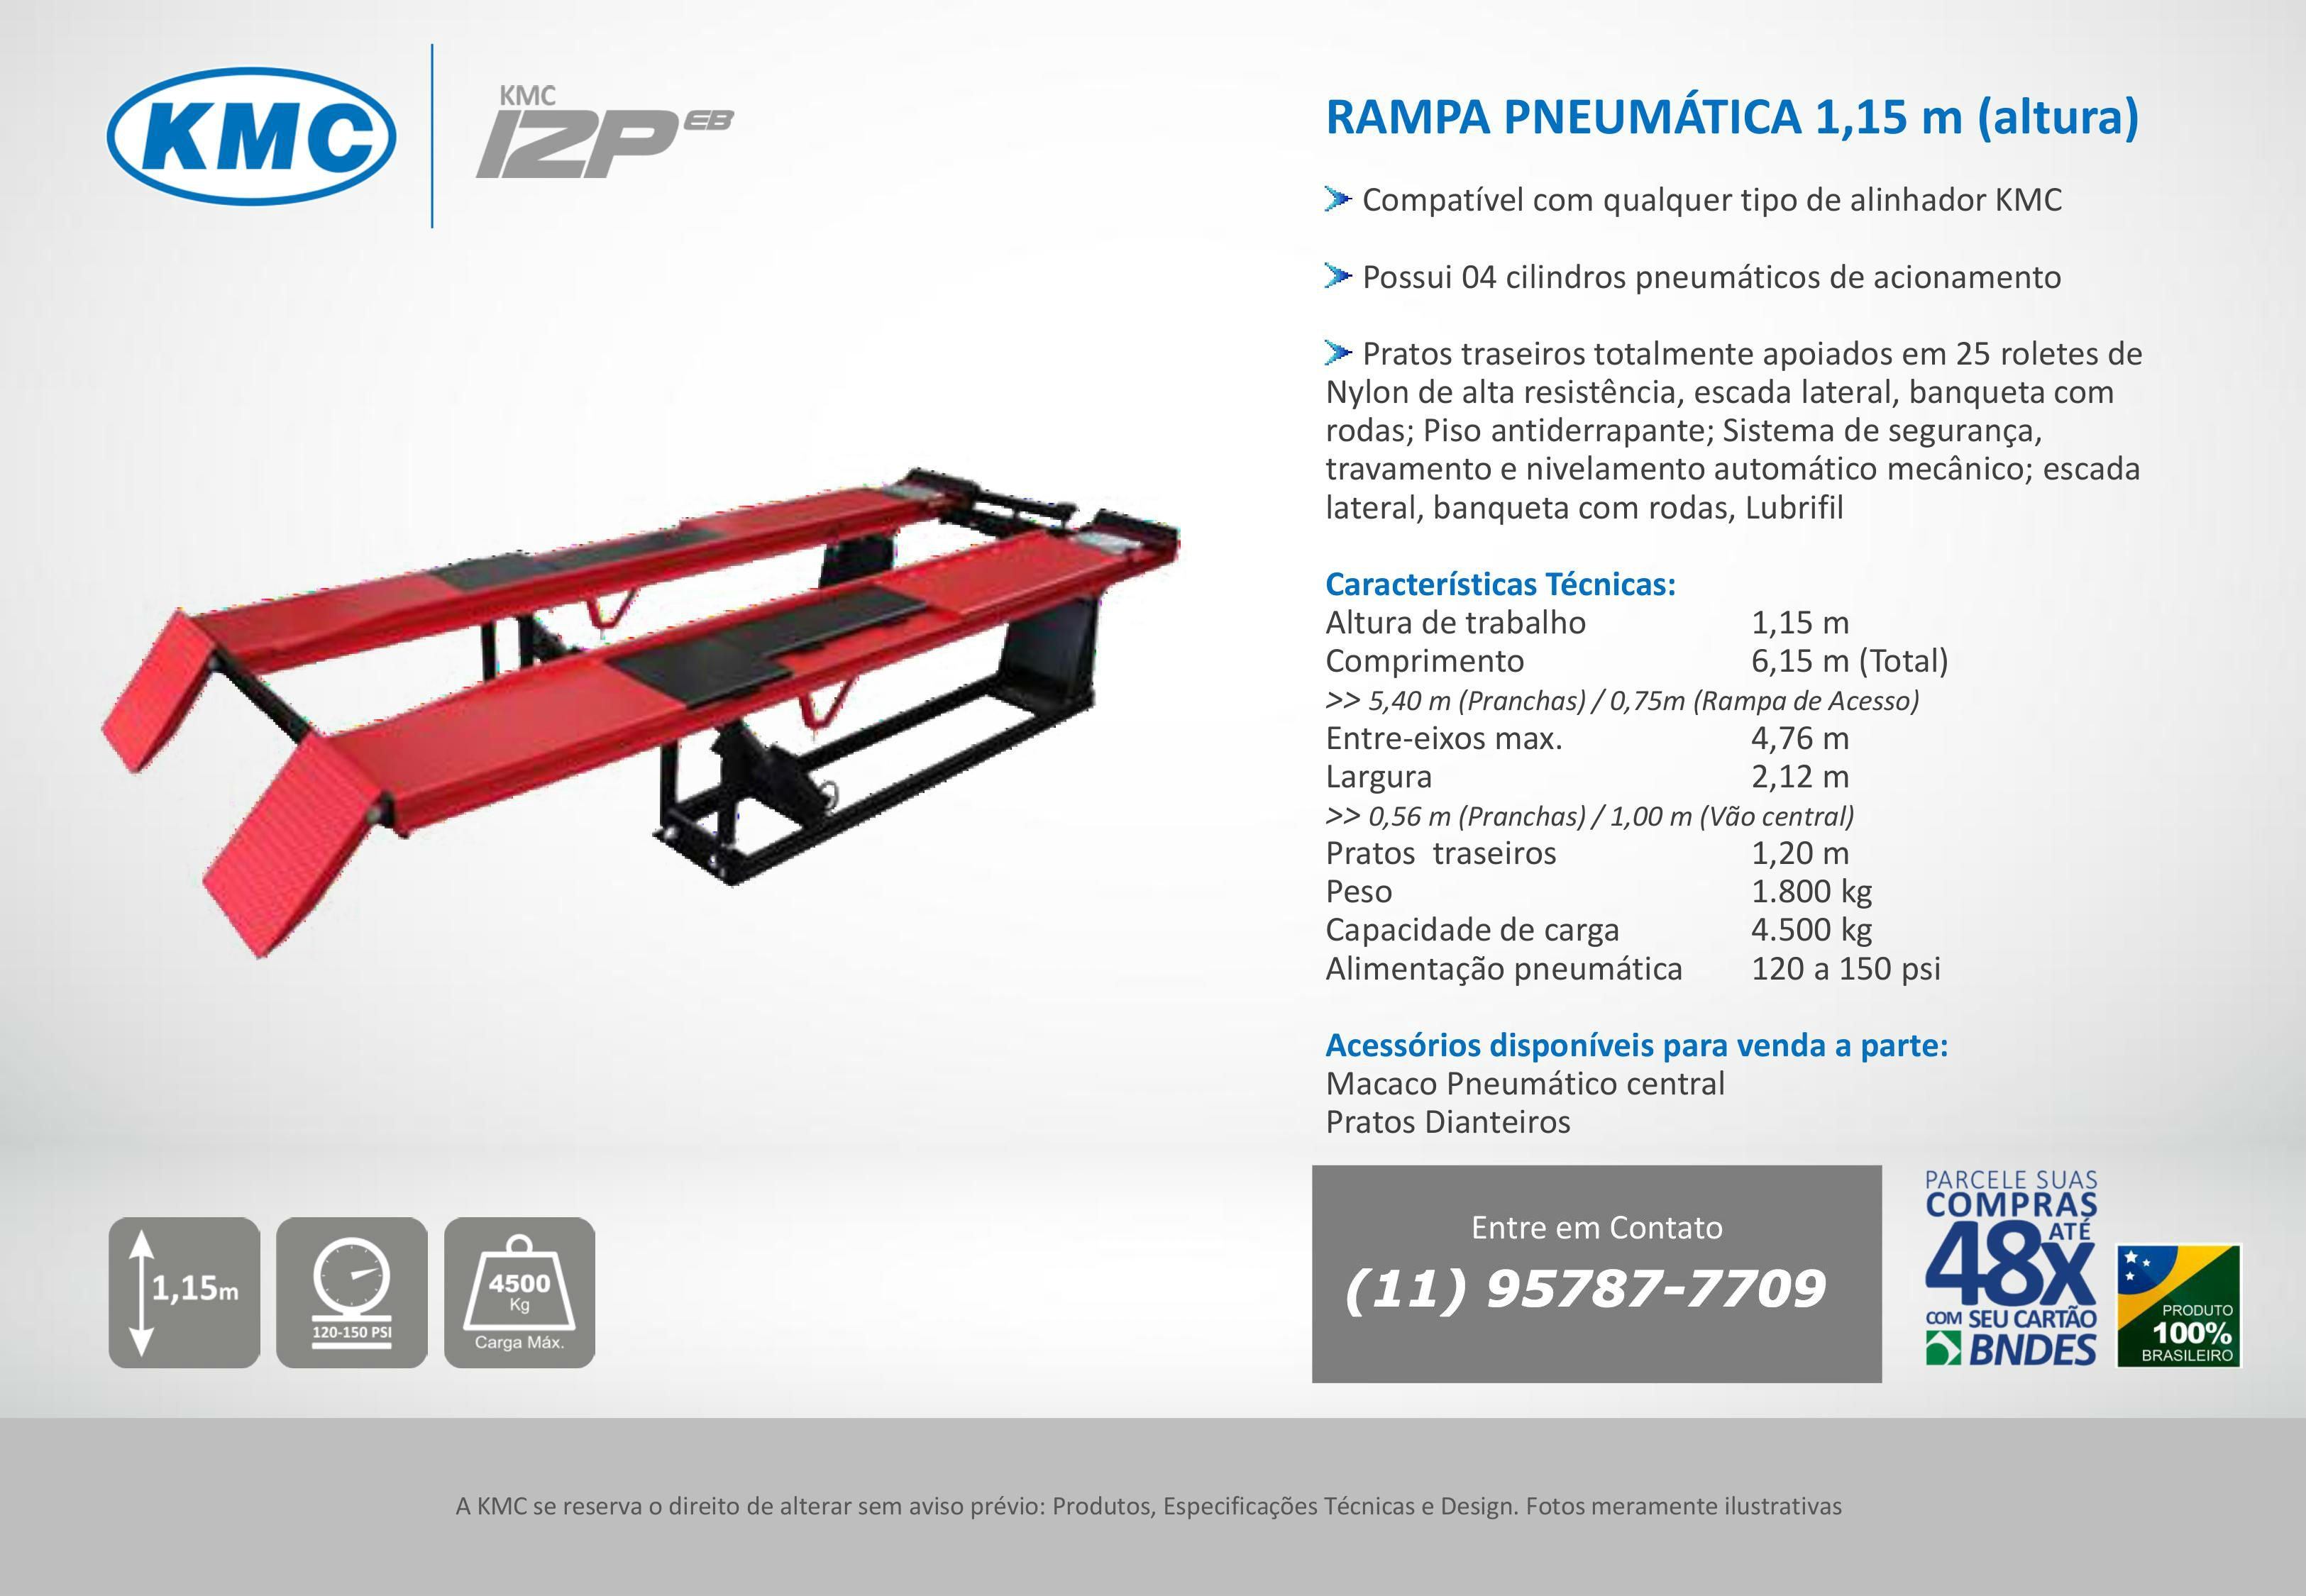 KMC
KMC
12P EB
RAMPA PNEUMÁTICA 1,15 m (altura)
Compatível com qualquer tipo de alinhador KMC
Possui 04 cilindros pneumáticos de acionamento
Pratos traseiros totalmente apoiados em 25 roletes de
Nylon de alta resistência, escada lateral, banqueta com
rodas; Piso antiderrapante; Sistema de segurança,
travamento e nivelamento automático mecânico; escada
lateral, banqueta com rodas, Lubrifil
Características Técnicas:
Altura de trabalho 1,15 m
Comprimento 6,15 m (Total)
>> 5,40 m (Pranchas) / 0,75m (Rampa de Acesso)
Entre-eixos max. 4,76 m
Largura 2,12 m
>> 0,56 m (Pranchas) / 1,00 m (Vão central)
Pratos traseiros 1,20 m
Peso 1.800 kg
Capacidade de carga 4.500 kg
Alimentação pneumática 120 a 150 psi
Acessórios disponíveis para venda a parte:
Macaco Pneumático central
Pratos Dianteiros
1,15m
120-150 PSI
4500
Kg
Carga Máx.
Entre em Contato
(11) 95787-7709
PARCELE SUAS
COMPRAS
ATÉ
48X
COM SEU CARTÃO
BNDES
PRODUTO
100%
BRASILEIRO
A KMC se reserva o direito de alterar sem aviso prévio: Produtos, Especificações Técnicas e Design. Fotos meramente ilustrativas